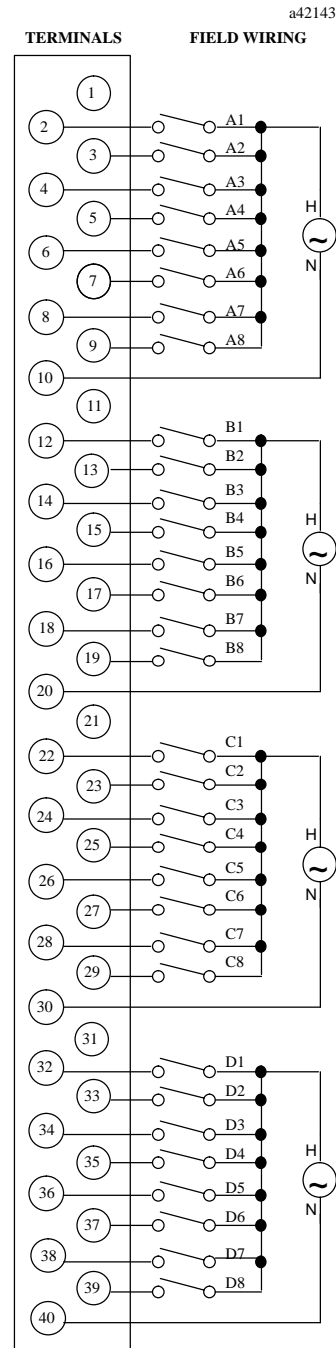 a42143
TERMINALS FIELD WIRING
1
2 A1
3 A2
4 A3
5 A4
6 A5
7 A6
8 A7
9 A8
H
~
N
10
11
12 B1
13 B2
14 B3
15 B4
16 B5
17 B6
18 B7
19 B8
H
~
N
20
21
22 C1
23 C2
24 C3
25 C4
26 C5
27 C6
28 C7
29 C8
H
~
N
30
31
32 D1
33 D2
34 D3
35 D4
36 D5
37 D6
38 D7
39 D8
H
~
N
40